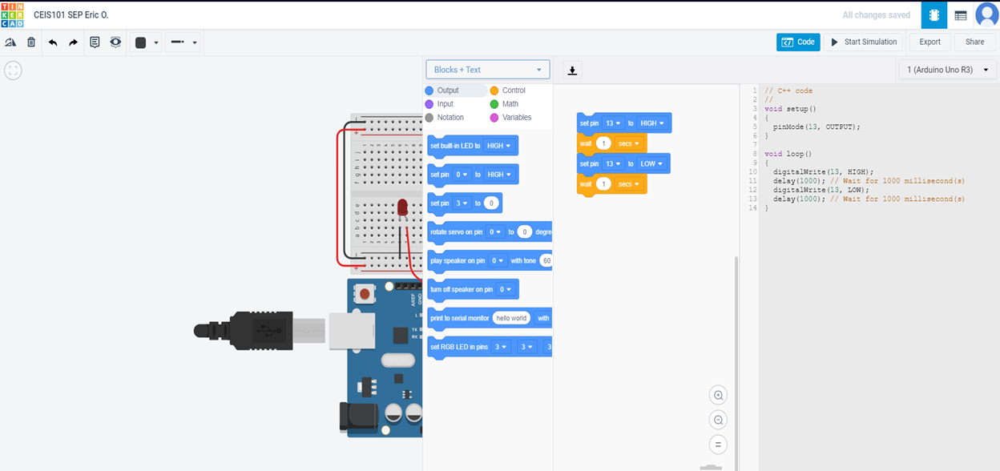 TIN
KER
CAD
CEIS101 SEP Eric O.
All changes saved
Code
Start Simulation
Export
Share
Blocks + Text
1 (Arduino Uno R3)
Output
Control
Input
Math
Notation
Variables
set built-in LED to HIGH
set pin 0 to HIGH
set pin 3 to 0
rotate servo on pin 0 to 0 degre
play speaker on pin 0 with tone 60
turn off speaker on pin 0
print to serial monitor hello world with
set RGB LED in pins 3 3 3
set pin 13 to HIGH
wait 1 secs
set pin 13 to LOW
wait 1 secs
1 // C++ code
2 //
3 void setup()
4 {
5 pinMode(13, OUTPUT);
6 }
7
8 void loop()
9 {
10 digitalWrite(13, HIGH);
11 delay(1000); // Wait for 1000 millisecond(s)
12 digitalWrite(13, LOW);
13 delay(1000); // Wait for 1000 millisecond(s)
14 }
AREF
GND
L
TX
RX